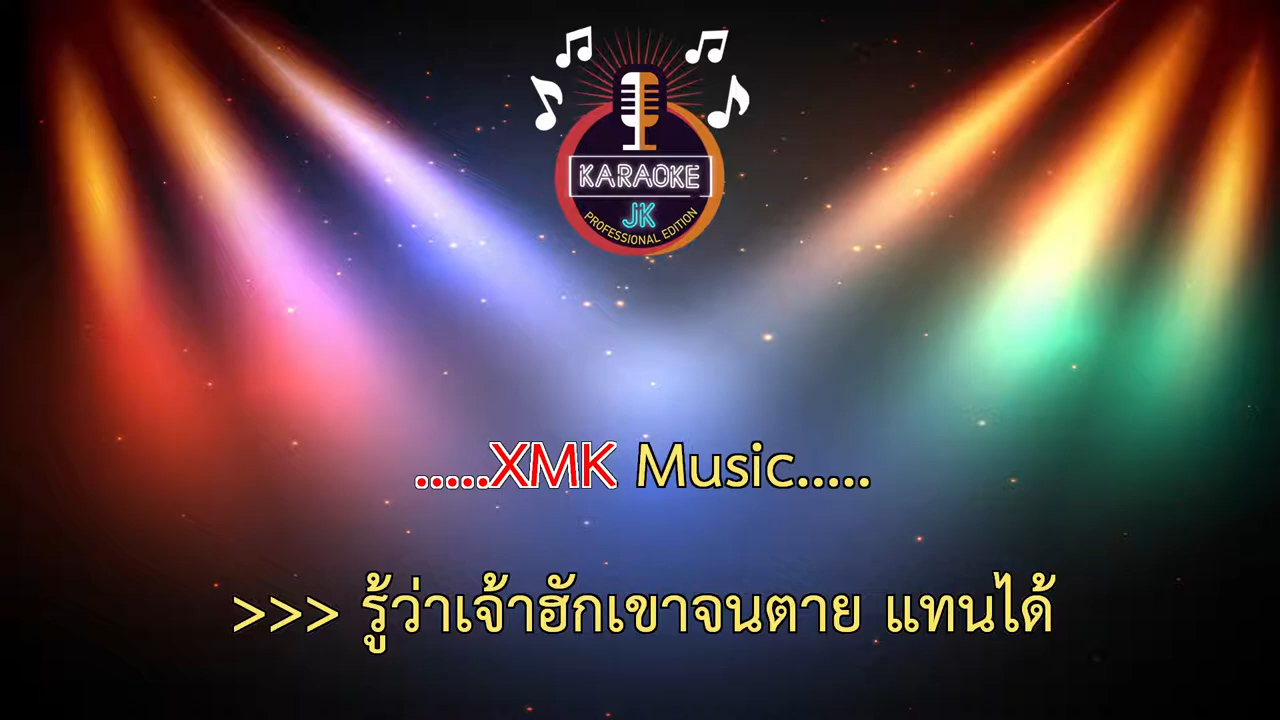 KARAOKE
JK
PROFESSIONAL EDITION
.....XMK Music.....
>>> รู้ว่าเจ้าฮักเขาจนตาย แทนได้